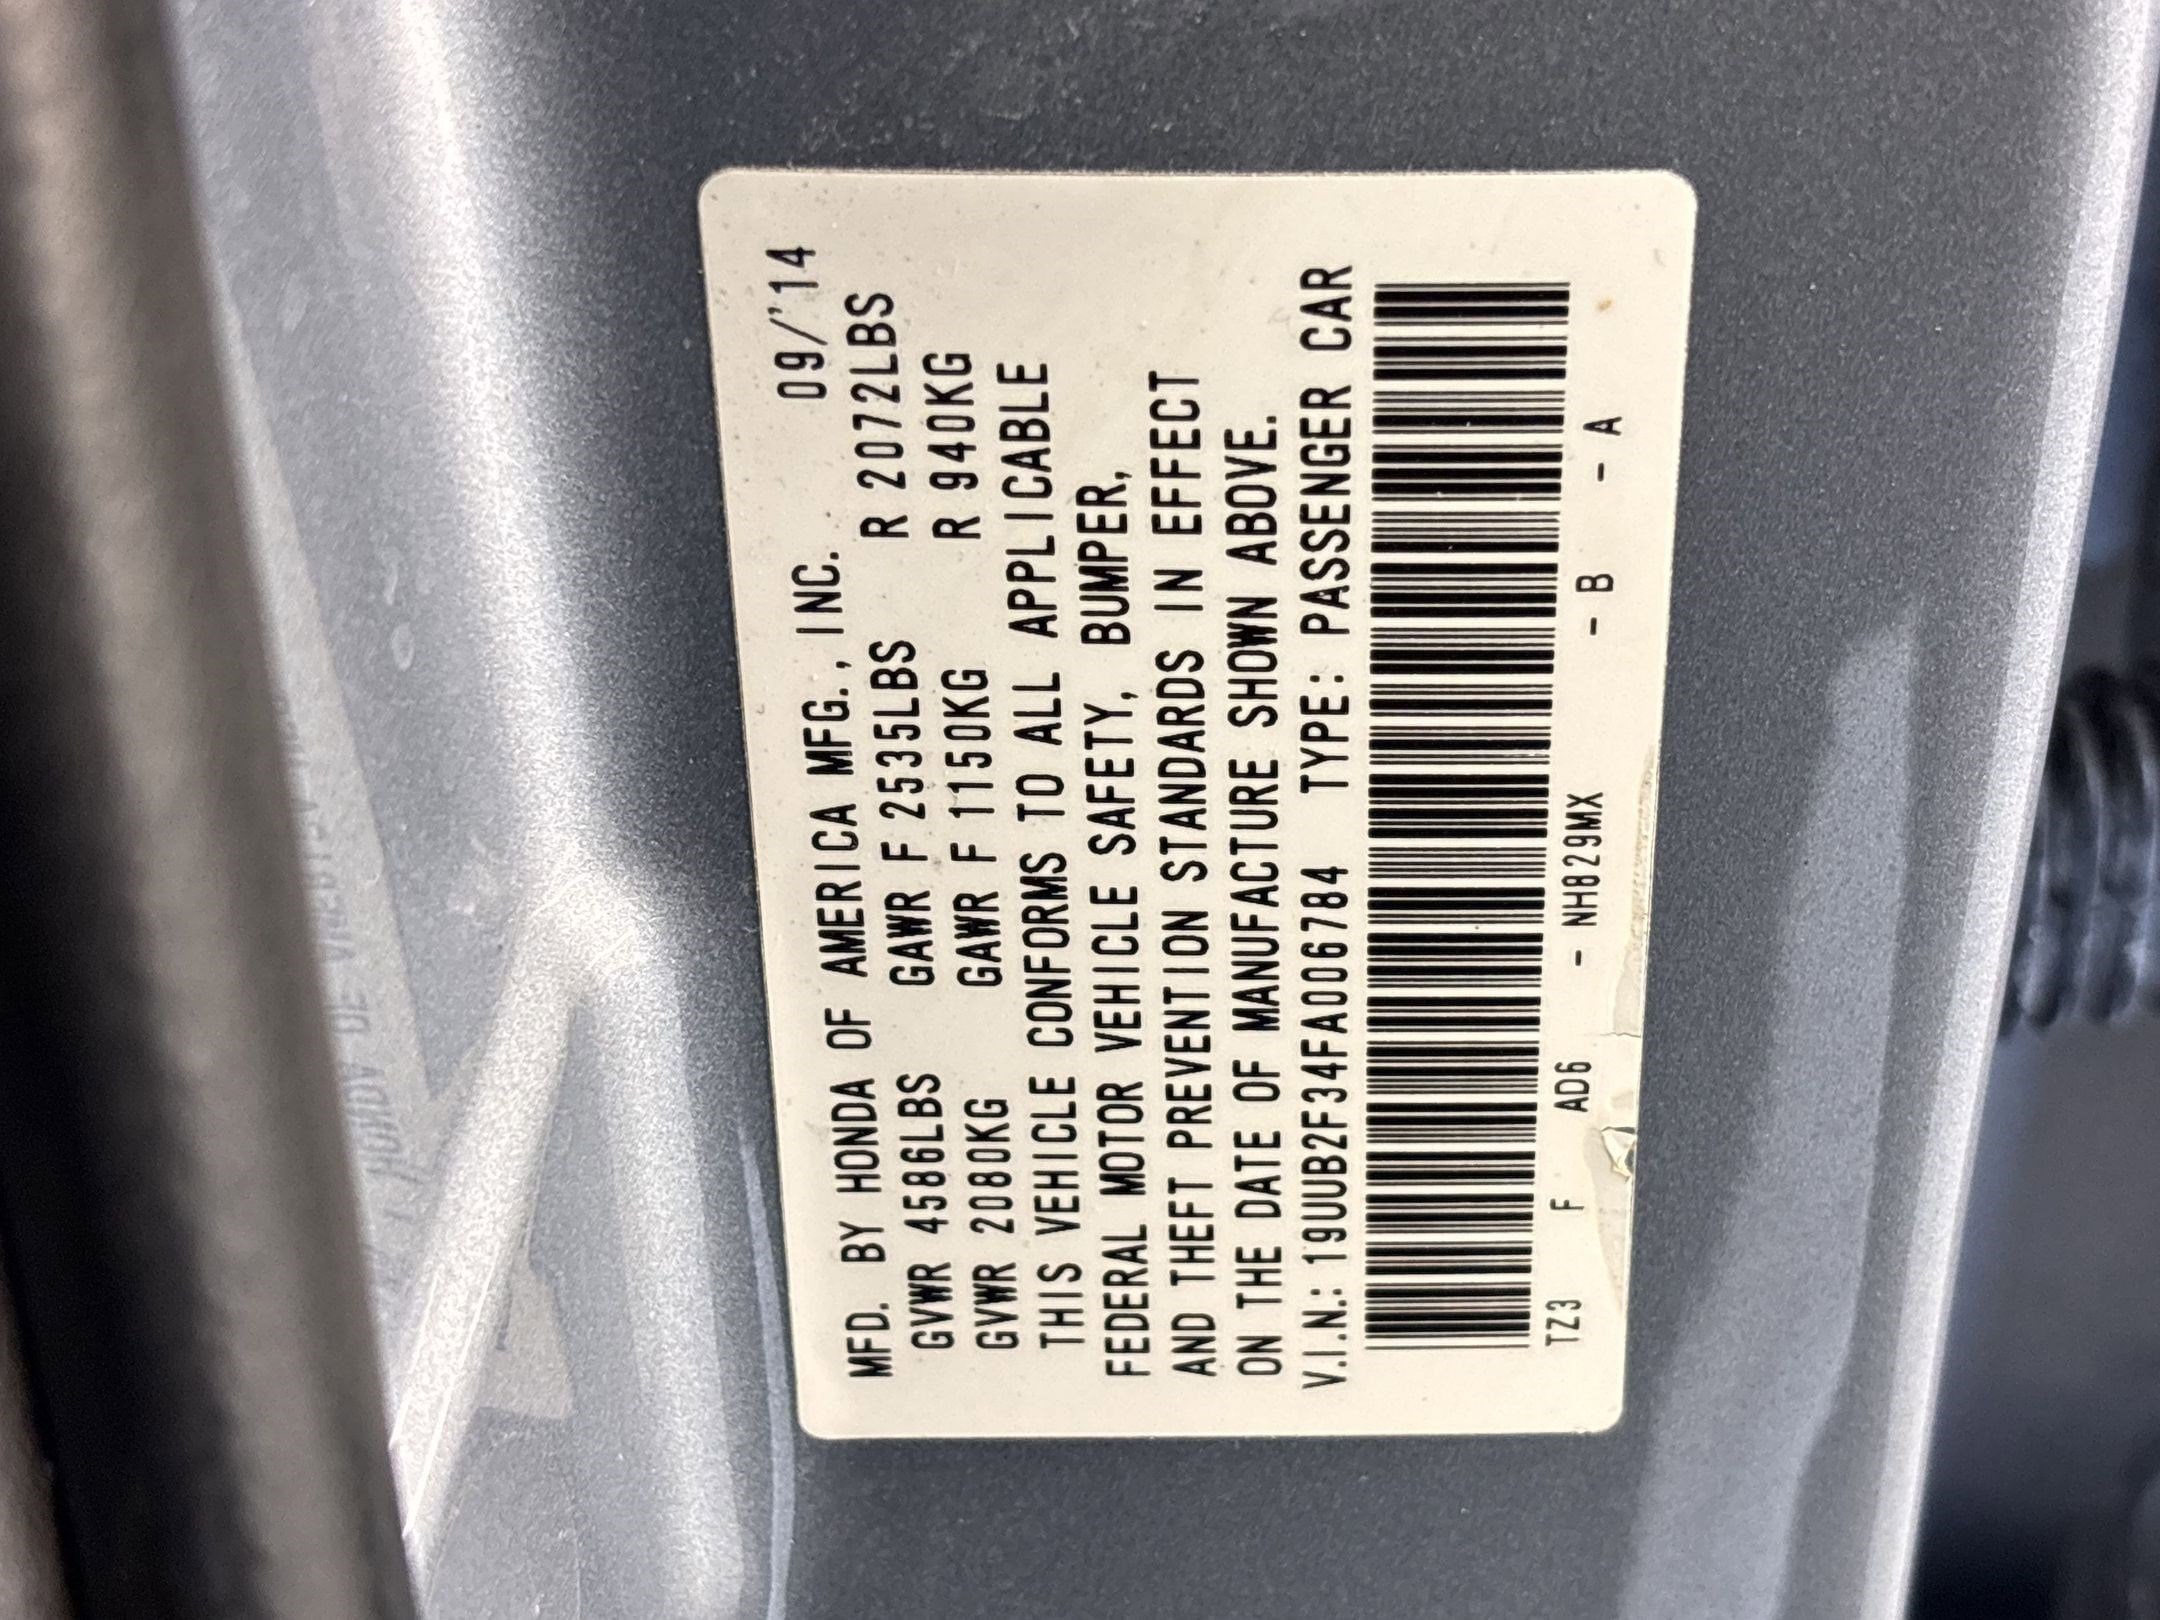 MFD. BY HONDA OF AMERICA MFG., INC. 09/'14
GVWR 4586LBS GAWR F 2535LBS R 2072LBS
GVWR 2080KG GAWR F 1150KG R 940KG
THIS VEHICLE CONFORMS TO ALL APPLICABLE
FEDERAL MOTOR VEHICLE SAFETY, BUMPER,
AND THEFT PREVENTION STANDARDS IN EFFECT
ON THE DATE OF MANUFACTURE SHOWN ABOVE.
V.I.N.: 19UUB2F34FA006784 TYPE: PASSENGER CAR
TZ3 F AD6 - NH829MX - B - A